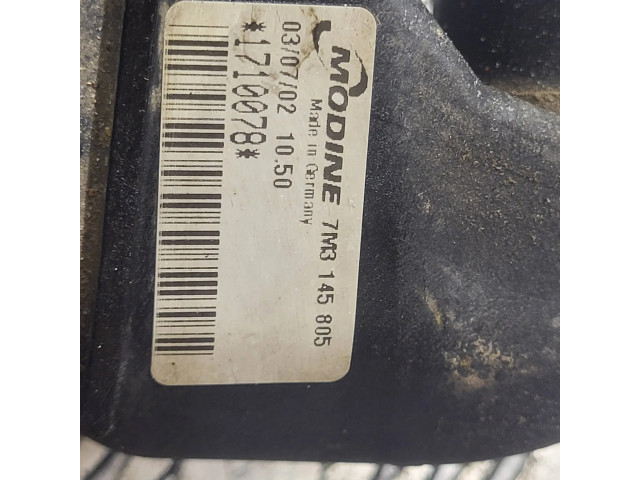 MODINE 7M3 145 805
Made in Germany
03/07/02 10.50
*1710078*